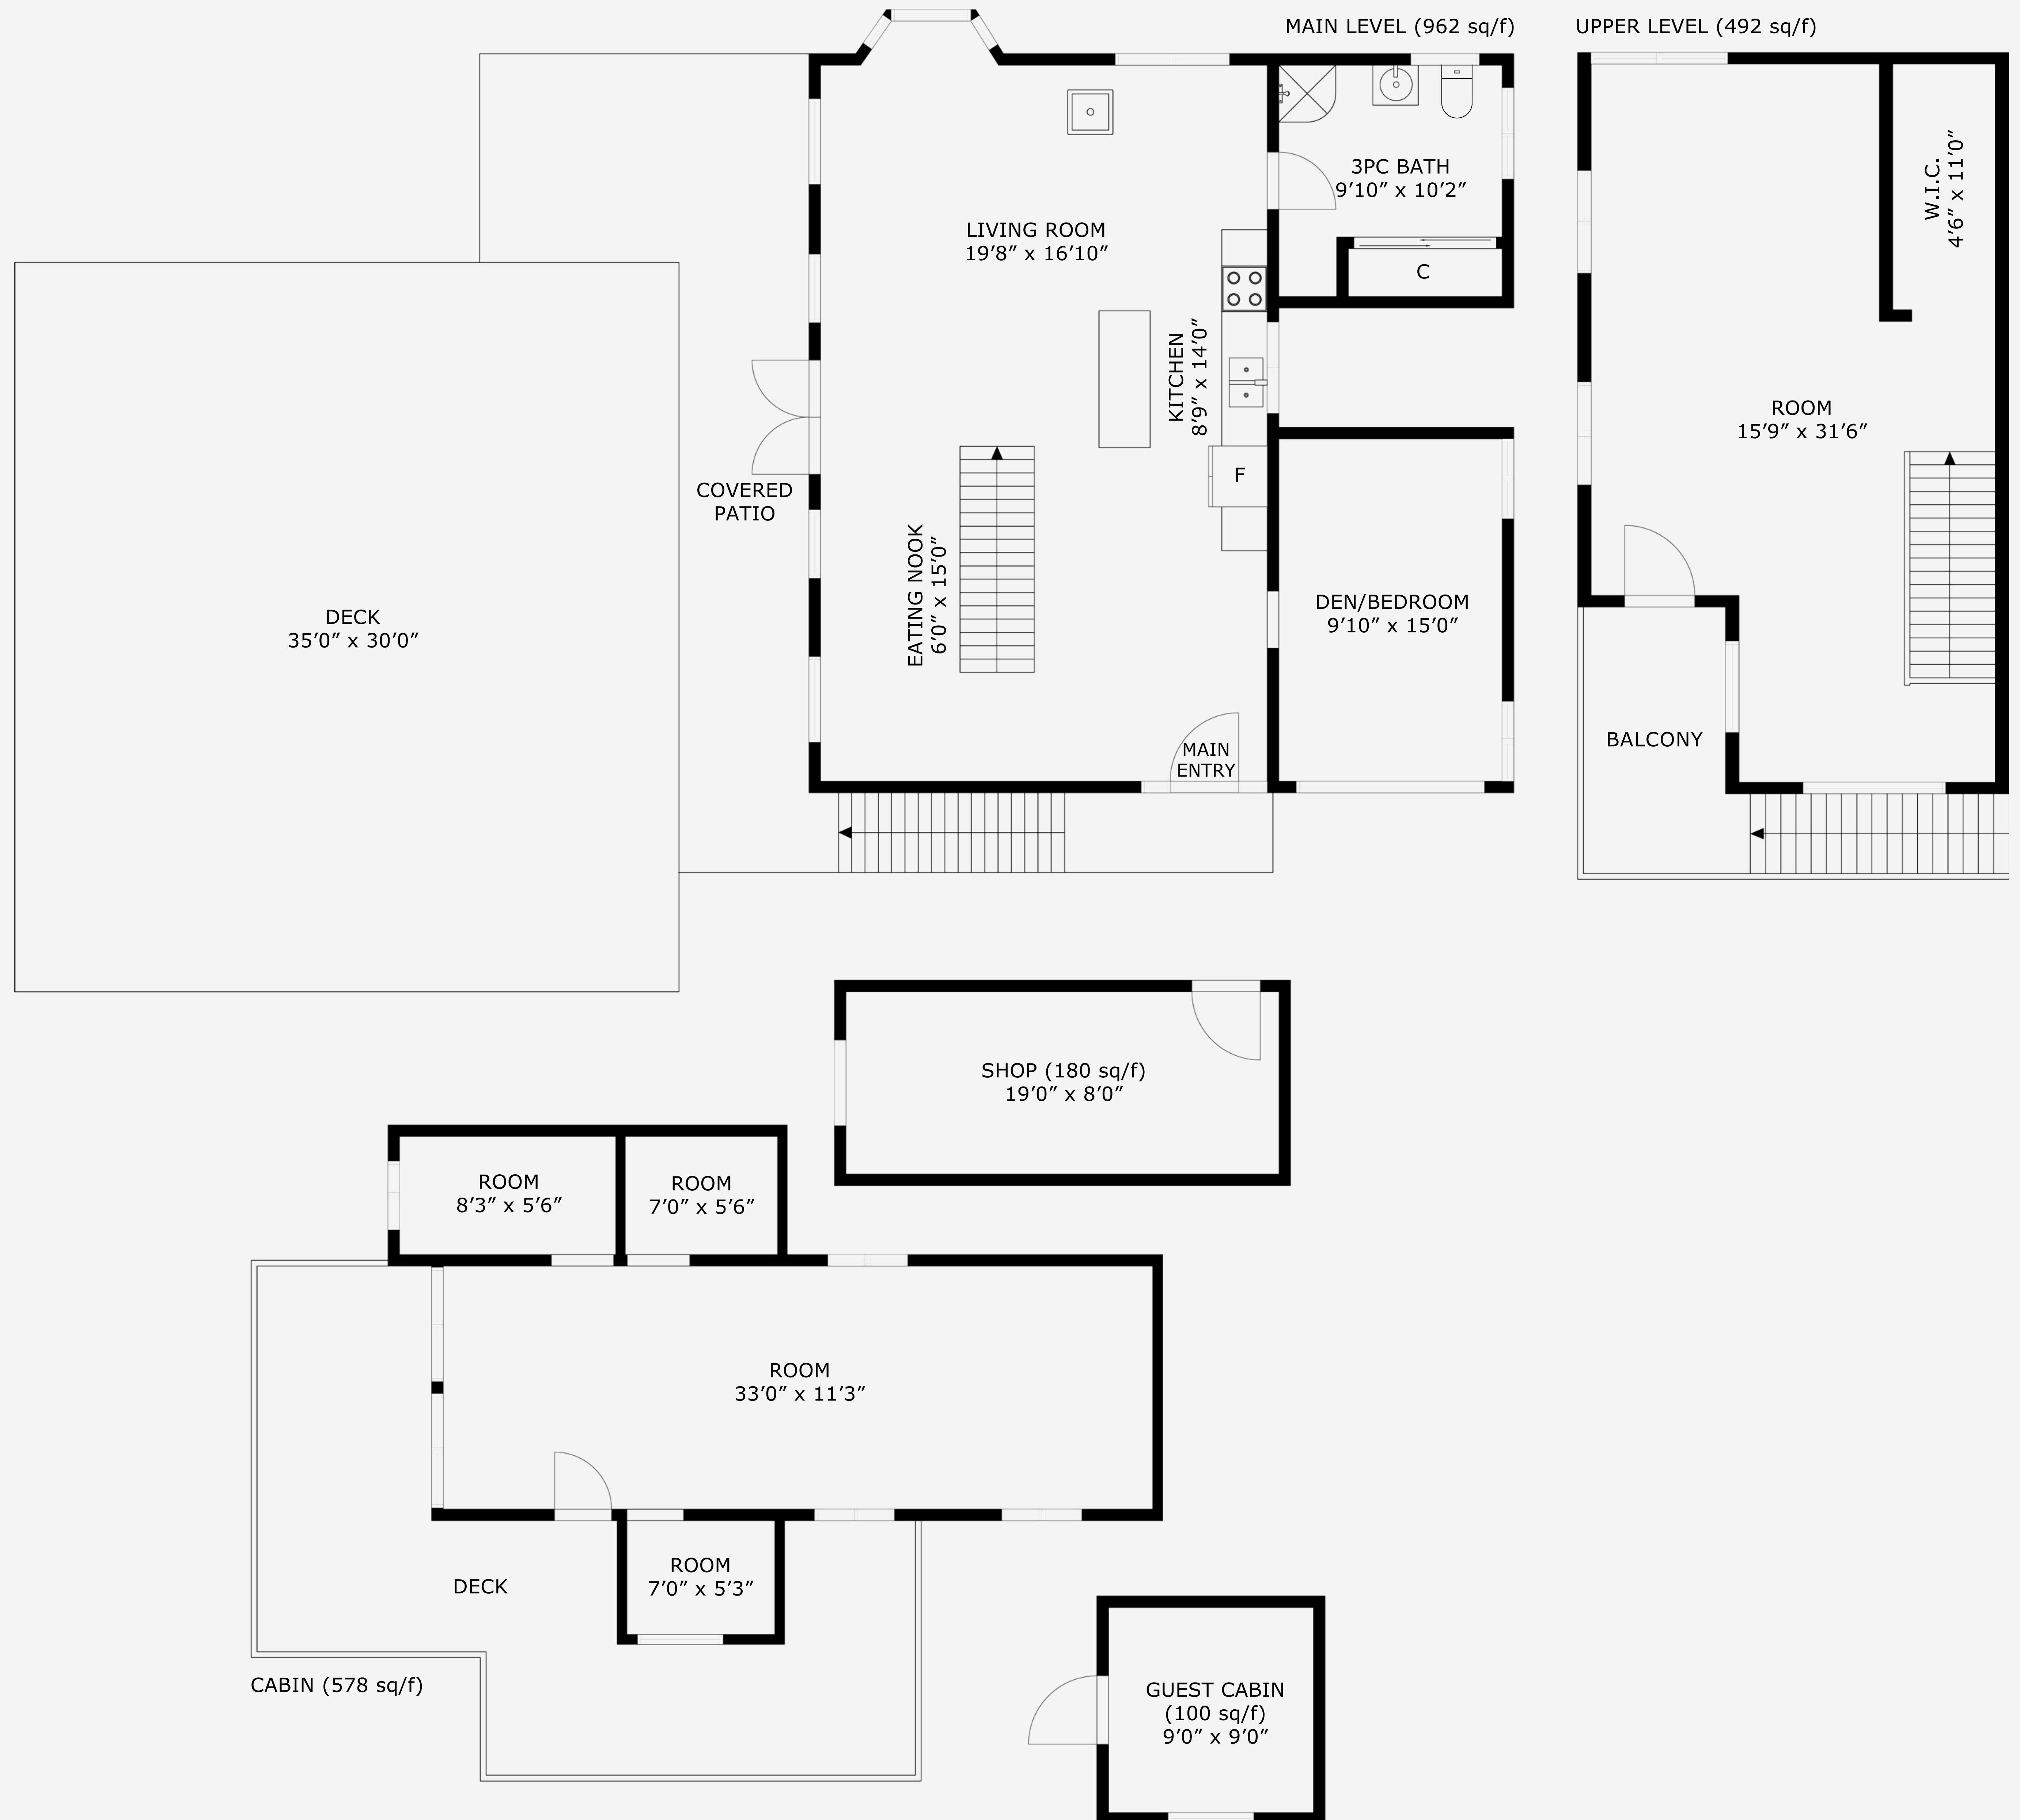 MAIN LEVEL (962 sq/f)
UPPER LEVEL (492 sq/f)
3PC BATH
9′10″ x 10′2″
W.I.C.
4′6″ x 11′0″
LIVING ROOM
19′8″ x 16′10″
C
KITCHEN
8′9″ x 14′0″
ROOM
15′9″ x 31′6″
F
COVERED
PATIO
EATING NOOK
6′0″ x 15′0″
DECK
35′0″ x 30′0″
DEN/BEDROOM
9′10″ x 15′0″
MAIN
ENTRY
BALCONY
SHOP (180 sq/f)
19′0″ x 8′0″
ROOM
8′3″ x 5′6″
ROOM
7′0″ x 5′6″
ROOM
33′0″ x 11′3″
ROOM
7′0″ x 5′3″
DECK
CABIN (578 sq/f)
GUEST CABIN
(100 sq/f)
9′0″ x 9′0″